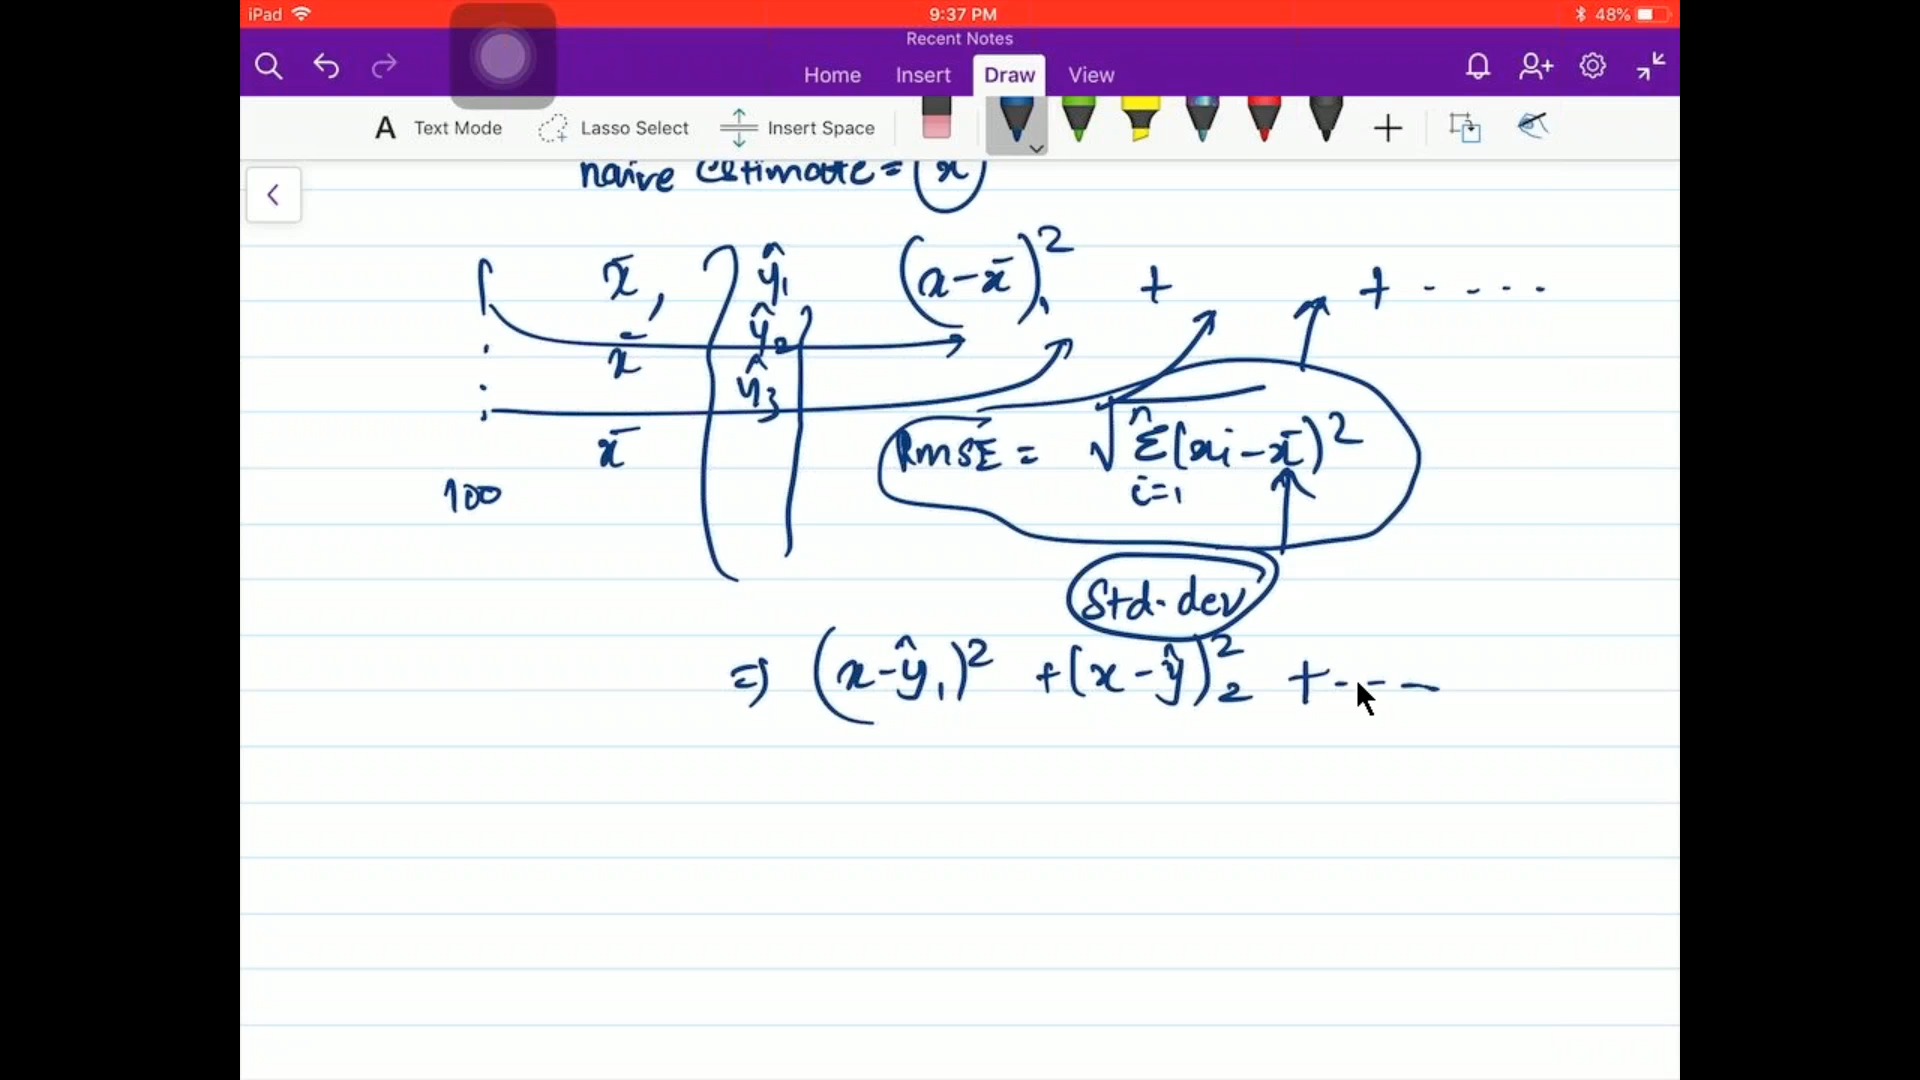 iPad 9:37 PM 48%
Recent Notes
Home Insert Draw View
A Text Mode Lasso Select Insert Space
naive estimate = x̄
x̄, ŷ₁ (x-x̄)₁² + + ....
x̄ ŷ₂
ŷ₃
x̄ RMSE = √ⁿΣᵢ₌₁(xi-x̄)²
100
Std.dev
=) (x-ŷ₁)² +(x-ŷ)₂² +---